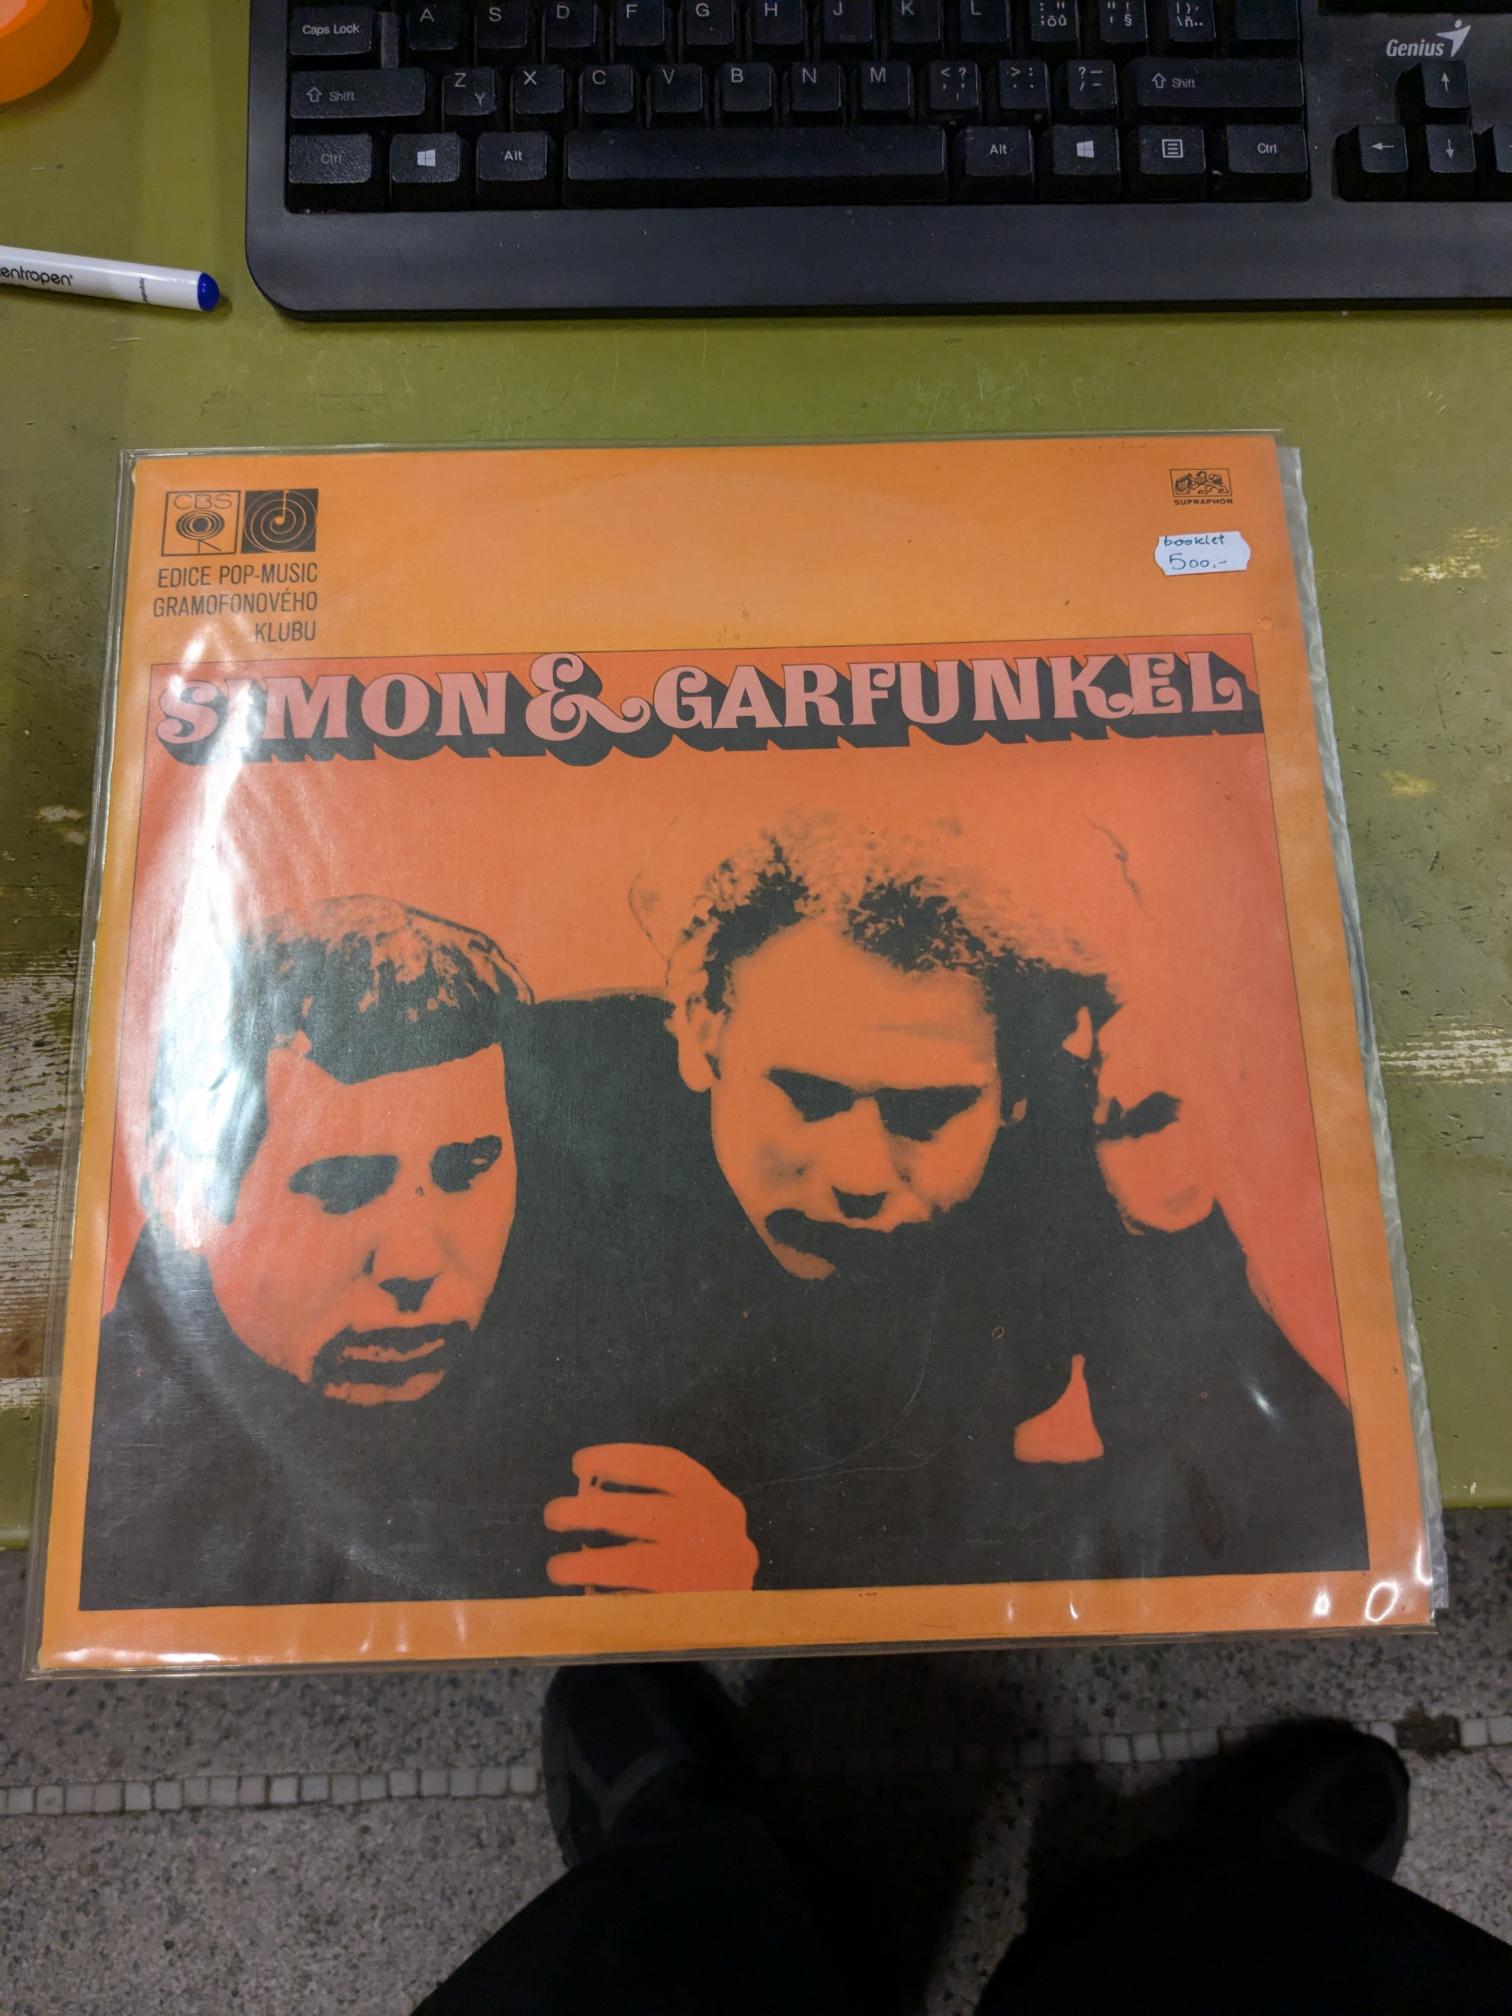 Caps Lock
A S D F G H J K L
Genius
Shift
Z Y X C V B N M
Shift
Ctrl
Alt
Alt
Ctrl
entropen
CBS
SUPRAPHON
booklet
500,-
EDICE POP-MUSIC
GRAMOFONOVÉHO
KLUBU
SIMON & GARFUNKEL